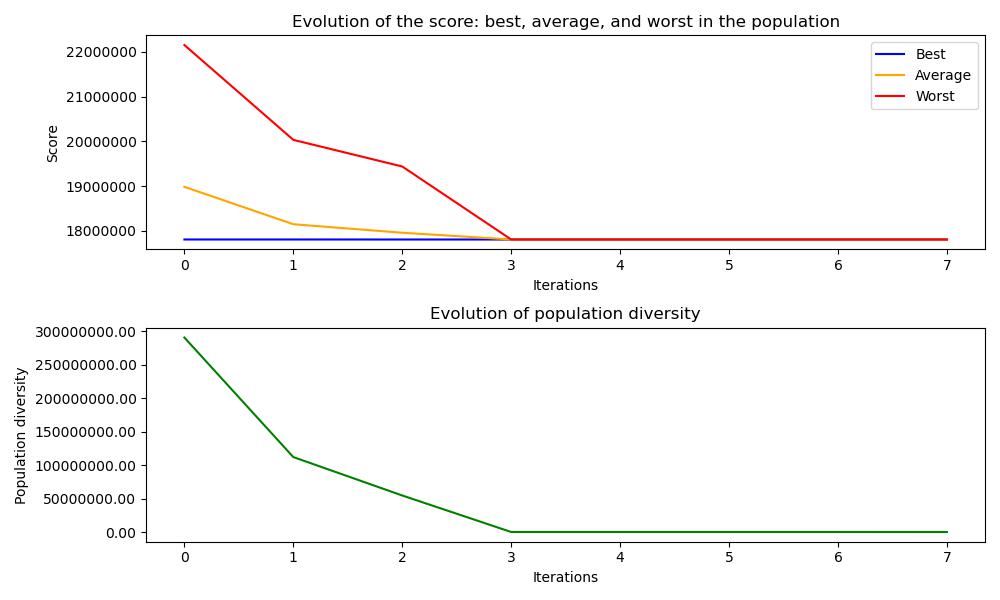 Evolution of the score: best, average, and worst in the population
22000000
21000000
20000000
19000000
18000000
Score
Best
Average
Worst
0 1 2 3 4 5 6 7
Iterations
Evolution of population diversity
300000000.00
250000000.00
200000000.00
150000000.00
100000000.00
50000000.00
0.00
Population diversity
0 1 2 3 4 5 6 7
Iterations